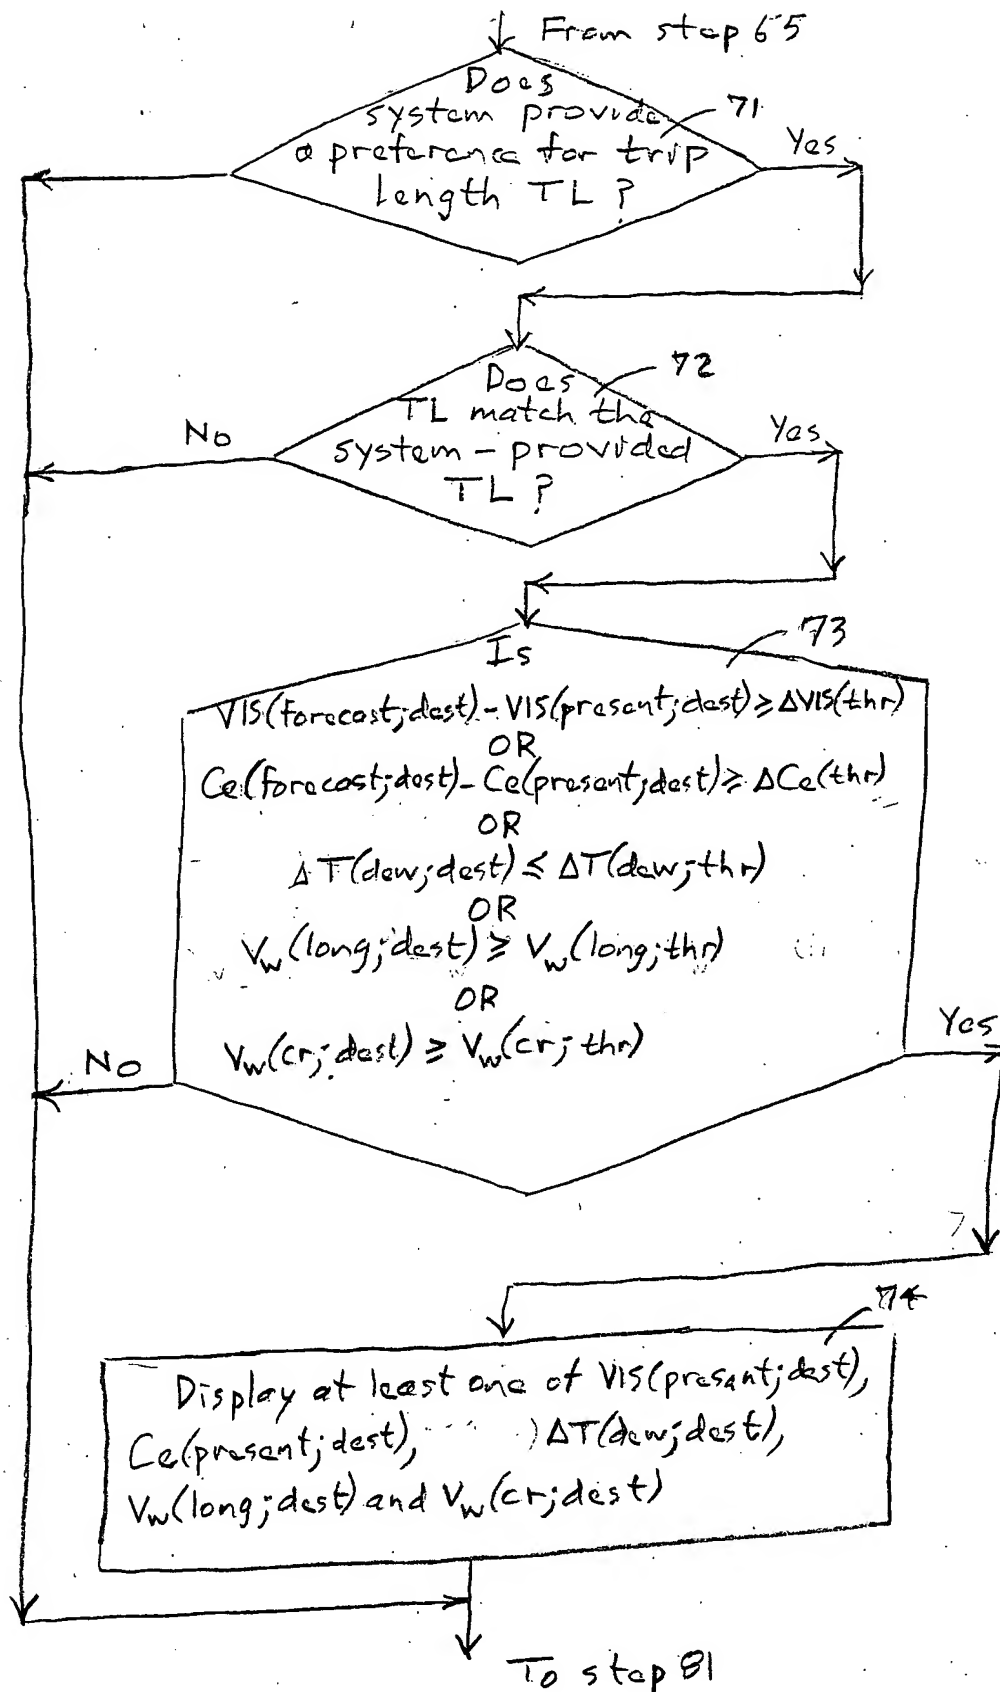 From step 65
Does
system provide
a preference for trip
length TL ?
71
Yes
Does
TL match the
system - provided
TL ?
72
No
Yes
Is
73
VIS(forecast;dest) - VIS(present;dest) ≥ ΔVIS(thr)
OR
Ce(forecast;dest) - Ce(present;dest) ≥ ΔCe(thr)
OR
ΔT(dew;dest) ≤ ΔT(dew;thr)
OR
Vw(long;dest) ≥ Vw(long;thr)
OR
Vw(cr;dest) ≥ Vw(cr;thr)
No
Yes
74
Display at least one of VIS(present;dest),
Ce(present;dest), ΔT(dew;dest),
Vw(long;dest) and Vw(cr;dest)
To step 81